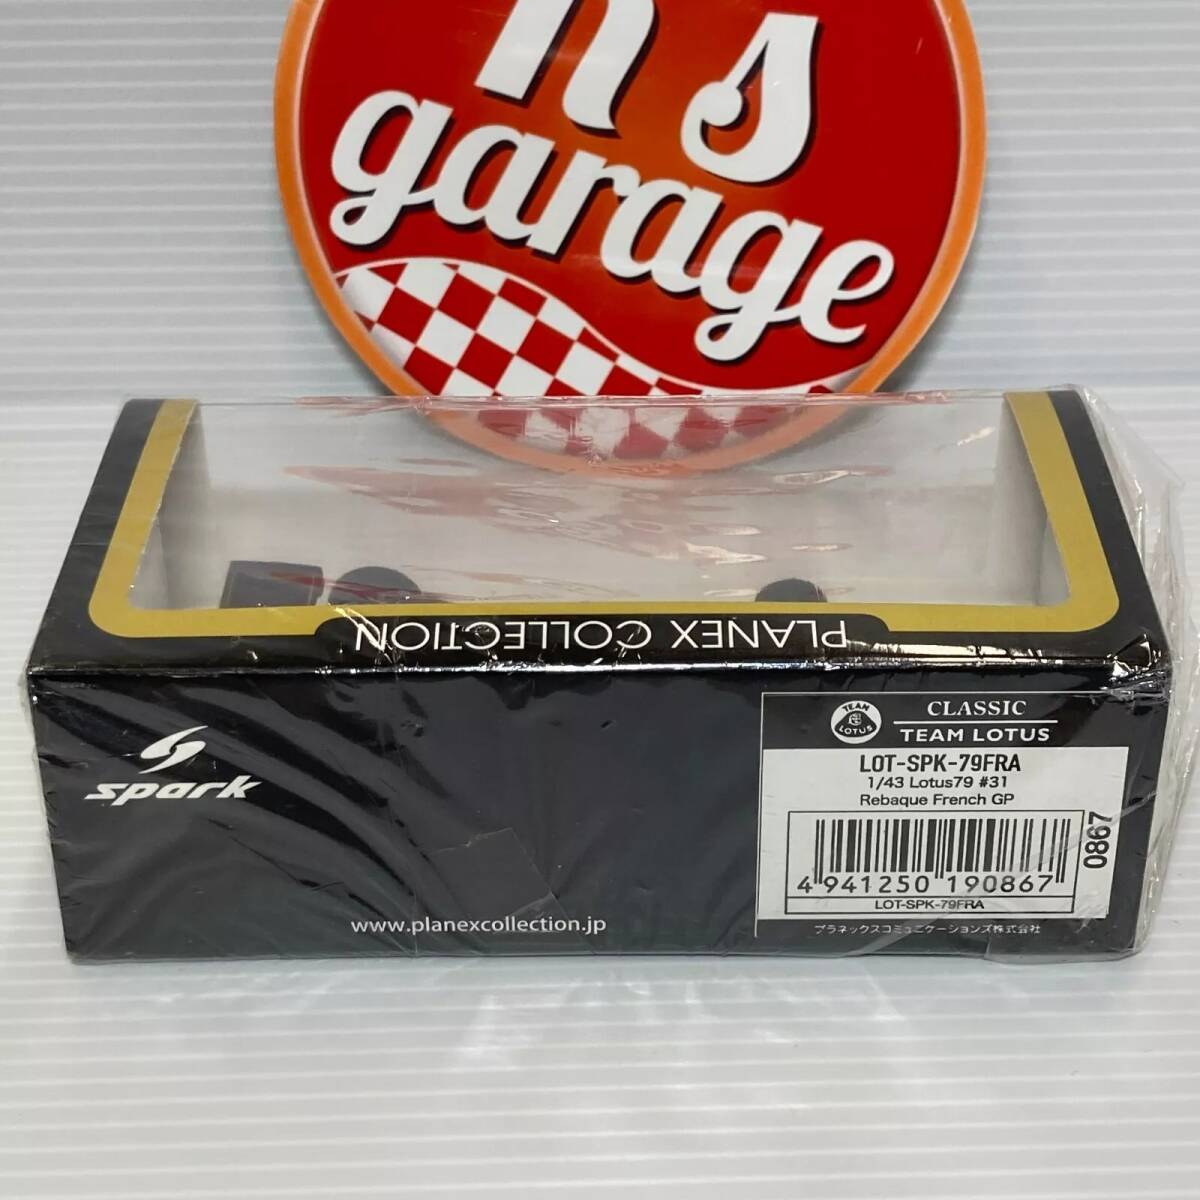 n's
garage
PLANEX COLLECTION
spark
www.planexcollection.jp
TEAM
LOTUS
CLASSIC
TEAM LOTUS
LOT-SPK-79FRA
1/43 Lotus79 #31
Rebaque French GP
0867
4 941250 190867
LOT-SPK-79FRA
プラネックスコミュニケーションズ株式会社